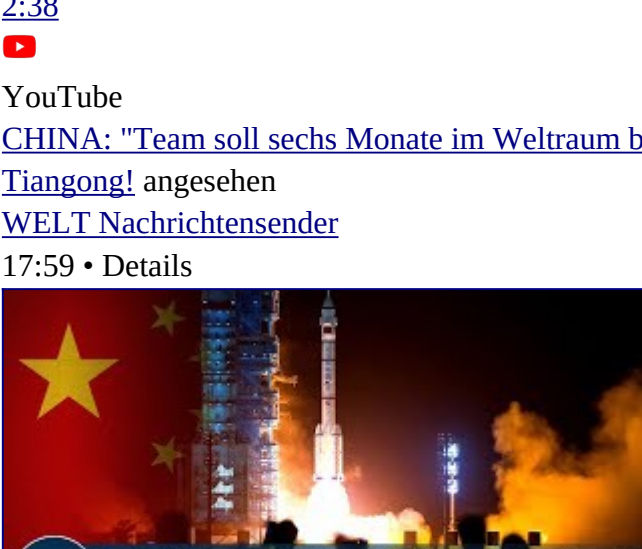 2:38
YouTube
CHINA: "Team soll sechs Monate im Weltraum
Tiangong! angesehen
WELT Nachrichtensender
17:59 • Details